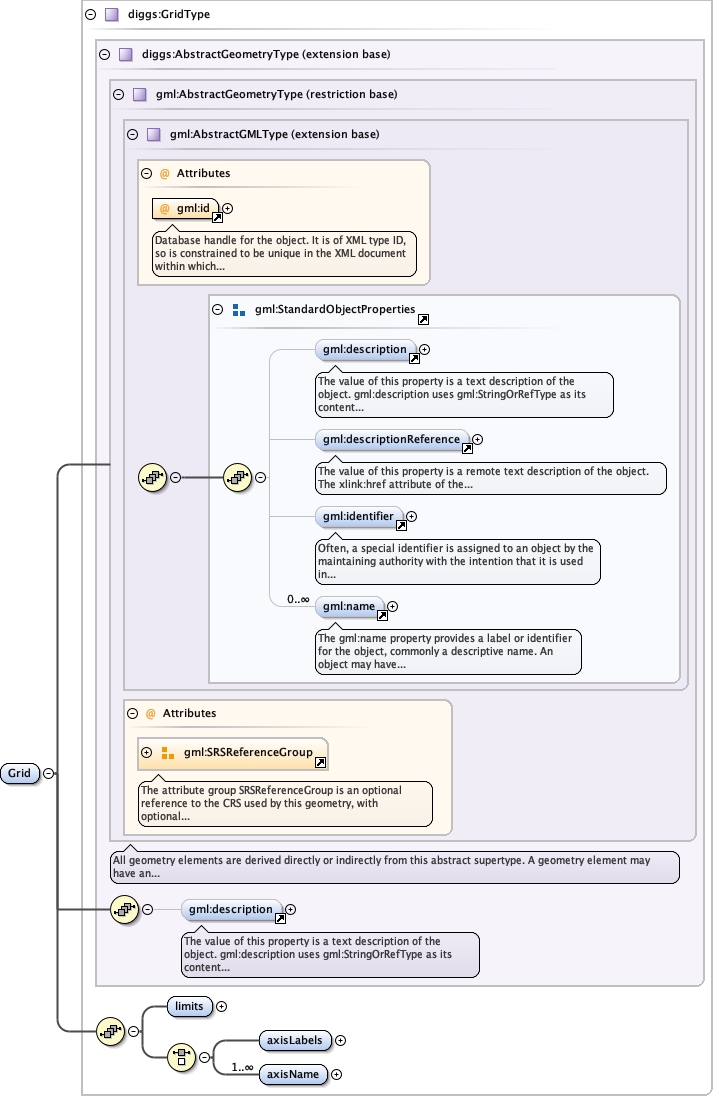 diggs:GridType
diggs:AbstractGeometryType (extension base)
gml:AbstractGeometryType (restriction base)
gml:AbstractGMLType (extension base)
@ Attributes
@ gml:id
Database handle for the object. It is of XML type ID,
so is constrained to be unique in the XML document
within which...
gml:StandardObjectProperties
gml:description
The value of this property is a text description of the
object. gml:description uses gml:StringOrRefType as its
content...
gml:descriptionReference
The value of this property is a remote text description of the object.
The xlink:href attribute of the...
gml:identifier
Often, a special identifier is assigned to an object by the
maintaining authority with the intention that it is used
in...
0..∞
gml:name
The gml:name property provides a label or identifier
for the object, commonly a descriptive name. An
object may have...
@ Attributes
gml:SRSReferenceGroup
The attribute group SRSReferenceGroup is an optional
reference to the CRS used by this geometry, with
optional...
Grid
All geometry elements are derived directly or indirectly from this abstract supertype. A geometry element may
have an...
gml:description
The value of this property is a text description of the
object. gml:description uses gml:StringOrRefType as its
content...
limits
axisLabels
1..∞
axisName